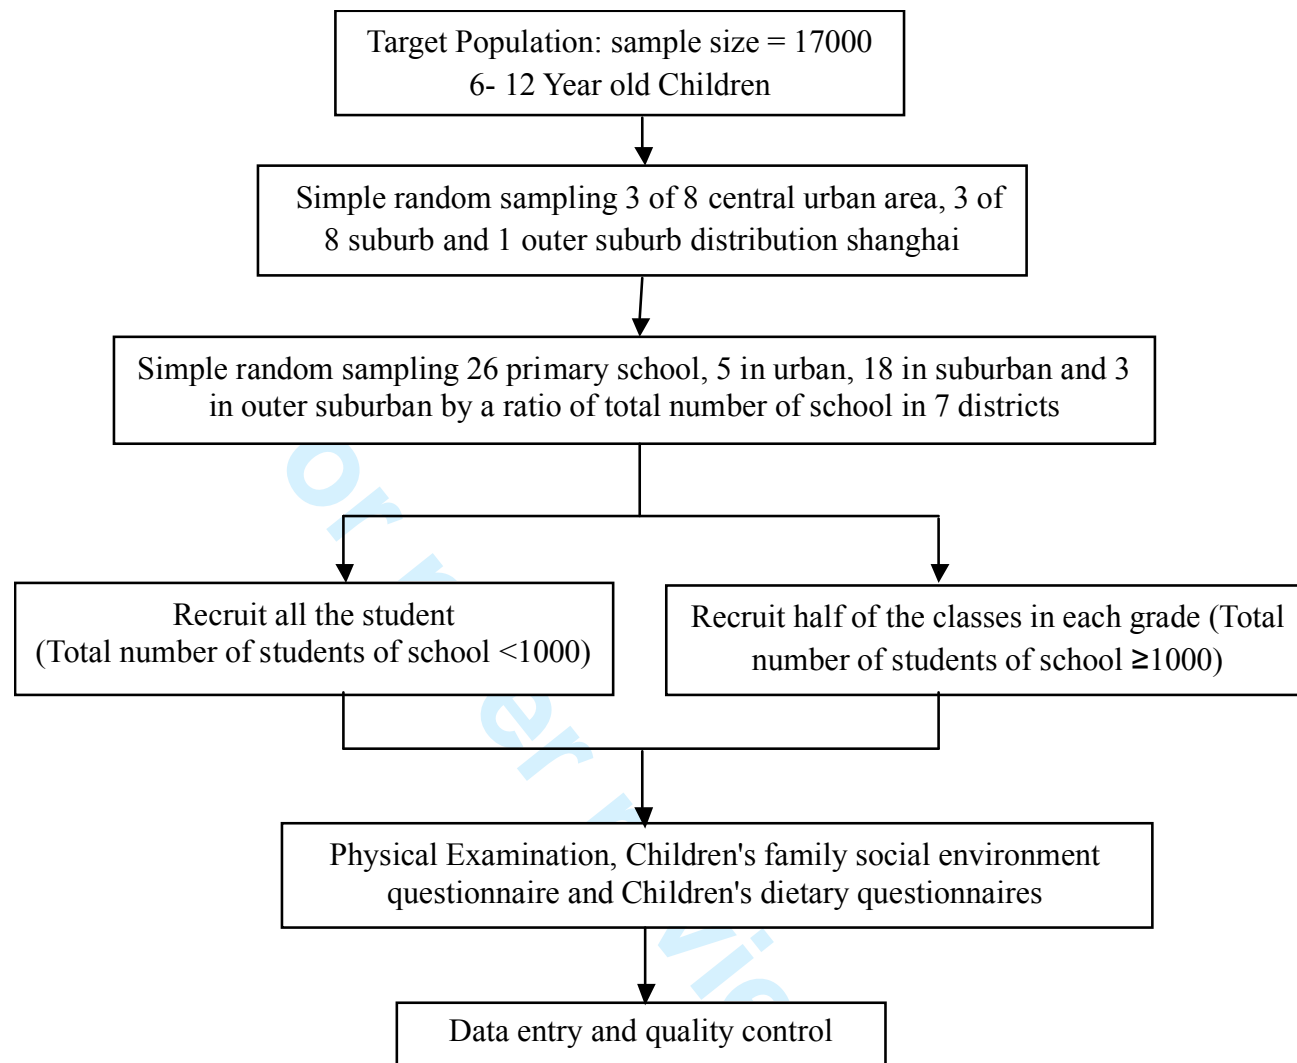 Target Population: sample size = 17000
6- 12 Year old Children
Simple random sampling 3 of 8 central urban area, 3 of
8 suburb and 1 outer suburb distribution shanghai
Simple random sampling 26 primary school, 5 in urban, 18 in suburban and 3
in outer suburban by a ratio of total number of school in 7 districts
Recruit all the student
(Total number of students of school <1000)
Recruit half of the classes in each grade (Total
number of students of school ≥1000)
Physical Examination, Children's family social environment
questionnaire and Children's dietary questionnaires
Data entry and quality control